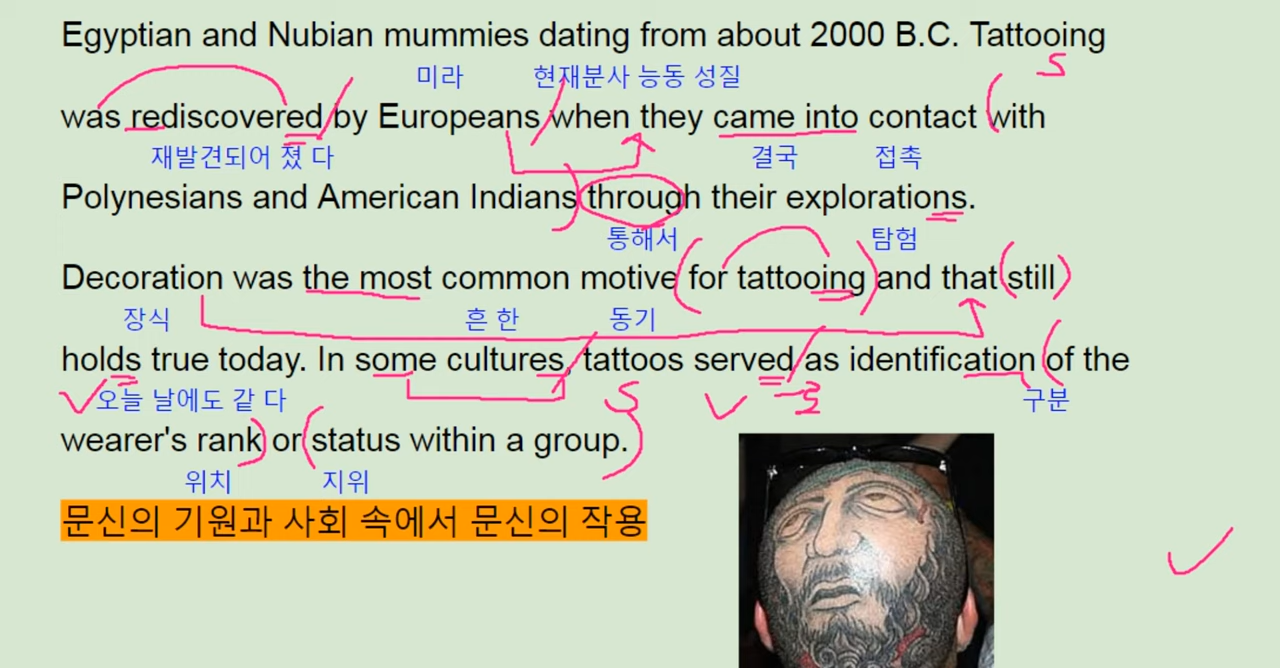 Egyptian and Nubian mummies dating from about 2000 B.C. Tattooing
미라 현재분사 능동 성질 S
was rediscovered by Europeans when they came into contact with
재발견되어 졌 다 결국 접촉
Polynesians and American Indians through their explorations.
통해서 탐험
Decoration was the most common motive for tattooing and that still
장식 흔 한 동기
holds true today. In some cultures, tattoos served as identification of the
오늘 날에도 같 다 S 구분
wearer's rank or status within a group.
위치 지위
문신의 기원과 사회 속에서 문신의 작용